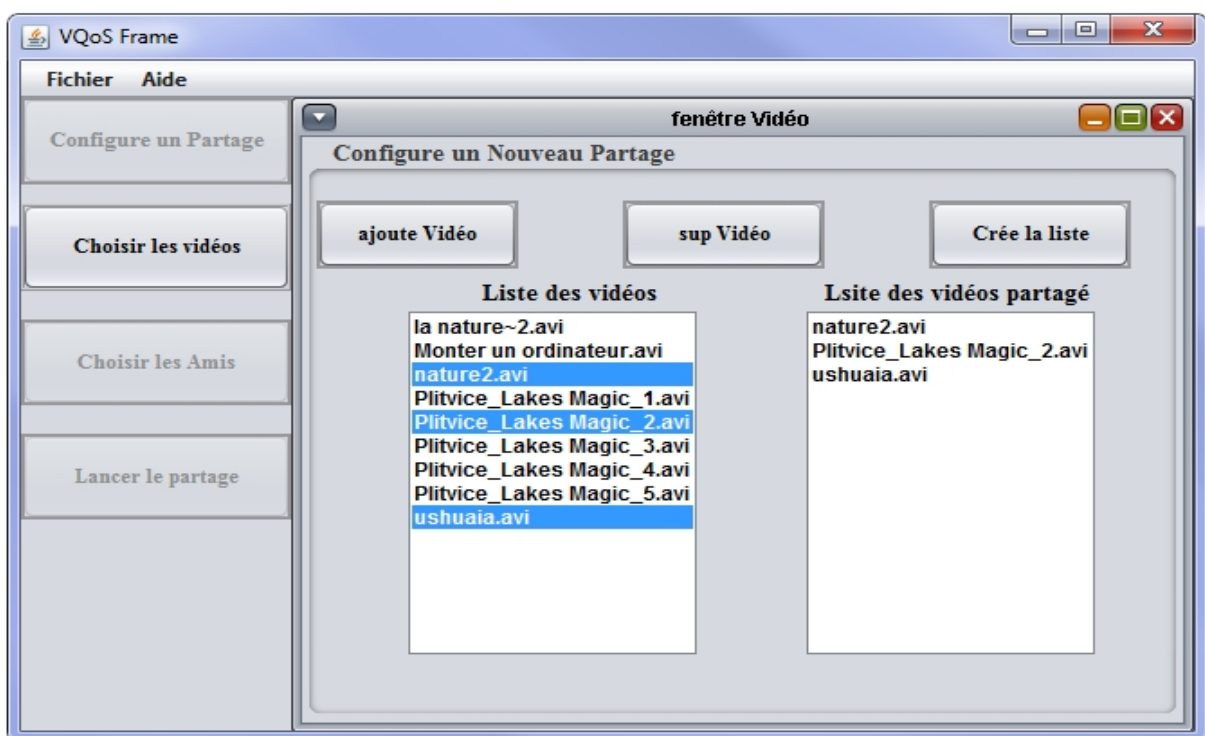 VQoS Frame
Fichier Aide
Configure un Partage
Choisir les vidéos
Choisir les Amis
Lancer le partage
fenêtre Vidéo
Configure un Nouveau Partage
ajoute Vidéo
sup Vidéo
Crée la liste
Liste des vidéos
la nature~2.avi
Monter un ordinateur.avi
nature2.avi
Plitvice_Lakes Magic_1.avi
Plitvice_Lakes Magic_2.avi
Plitvice_Lakes Magic_3.avi
Plitvice_Lakes Magic_4.avi
Plitvice_Lakes Magic_5.avi
ushuaia.avi
Lsite des vidéos partagé
nature2.avi
Plitvice_Lakes Magic_2.avi
ushuaia.avi